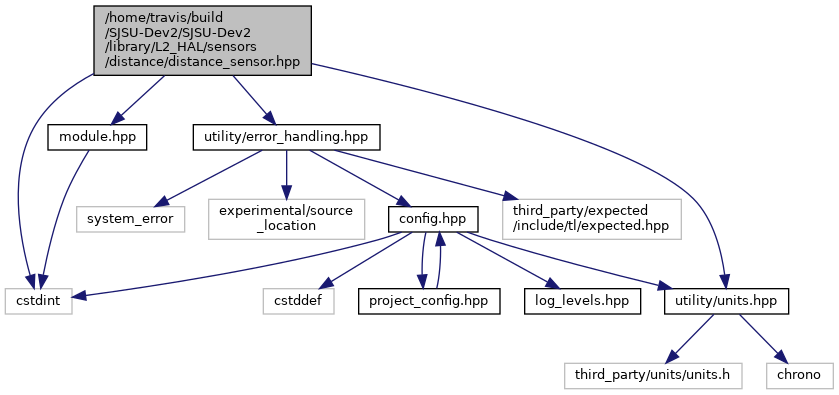 /home/travis/build
/SJSU-Dev2/SJSU-Dev2
/library/L2_HAL/sensors
/distance/distance_sensor.hpp
module.hpp
utility/error_handling.hpp
system_error
experimental/source
_location
config.hpp
third_party/expected
/include/tl/expected.hpp
cstdint
cstddef
project_config.hpp
log_levels.hpp
utility/units.hpp
third_party/units/units.h
chrono